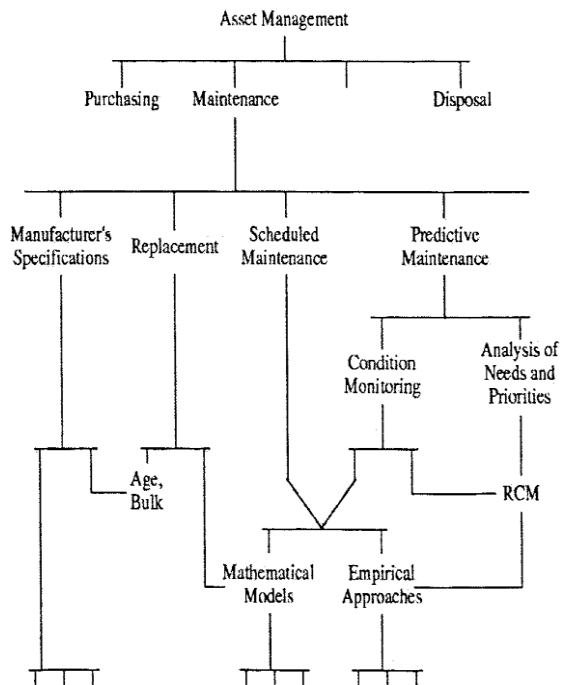 Asset Management
Purchasing
Maintenance
Disposal
Manufacturer's
Specifications
Replacement
Scheduled
Maintenance
Predictive
Maintenance
Condition
Monitoring
Analysis of
Needs and
Priorities
Age,
Bulk
RCM
Mathematical
Models
Empirical
Approaches